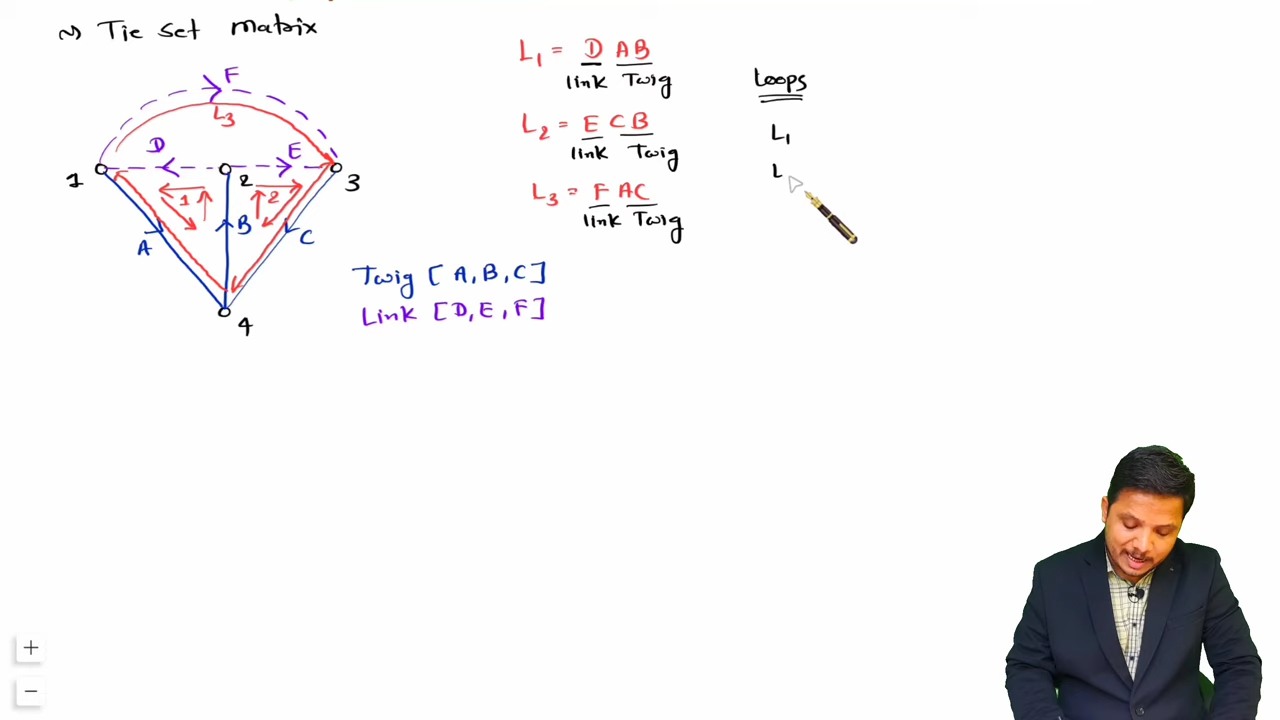 ~) Tie set matrix
F
L3
D
E
1
2
3
1
2
A
B
C
4
L1 = D AB
link Twig
L2 = E CB
link Twig
L3 = F AC
link Twig
Twig [A, B, C]
Link [D, E, F]
Loops
L1
L
+
−